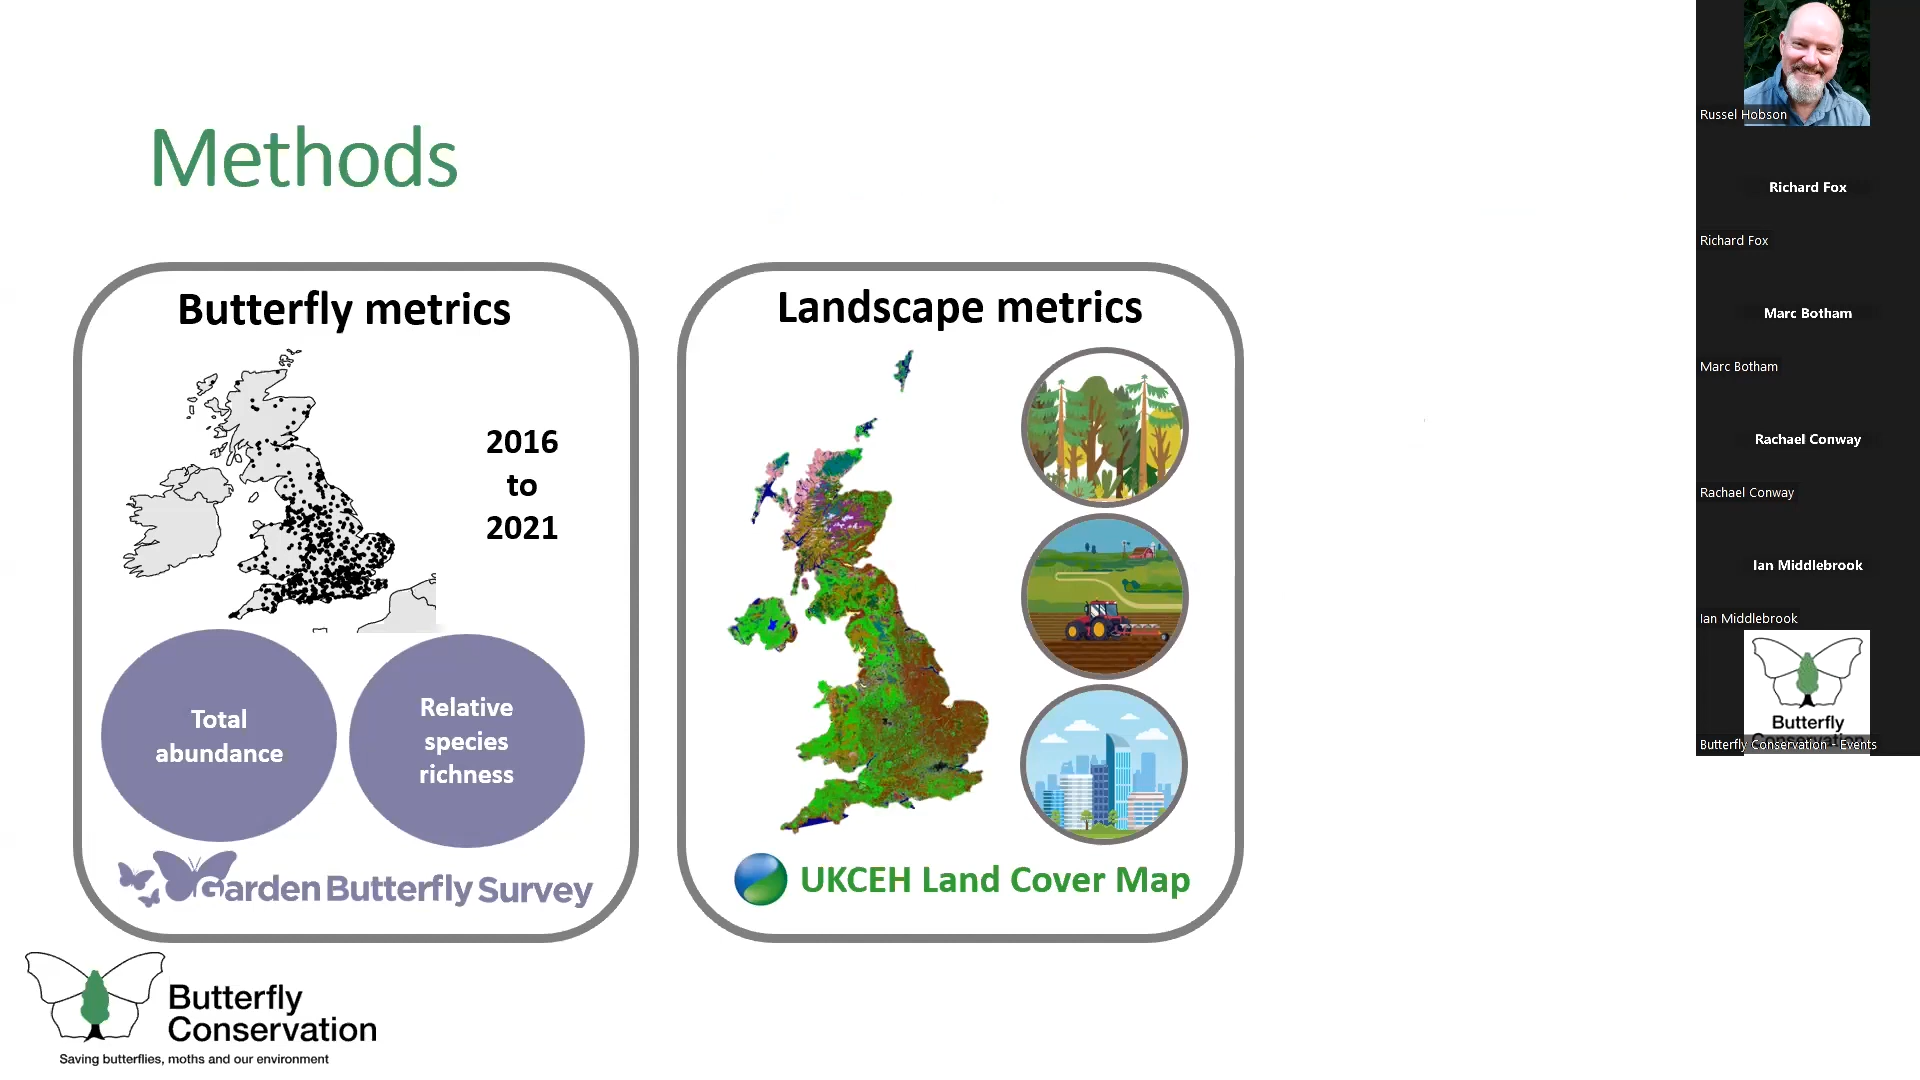 Methods
Butterfly metrics
2016
to
2021
Total
abundance
Relative
species
richness
Garden Butterfly Survey
Landscape metrics
UKCEH Land Cover Map
Butterfly
Conservation
Saving butterflies, moths and our environment
Russel Hobson
Richard Fox
Richard Fox
Marc Botham
Marc Botham
Rachael Conway
Rachael Conway
Ian Middlebrook
Ian Middlebrook
Butterfly
Conservation
Butterfly Conservation - Events